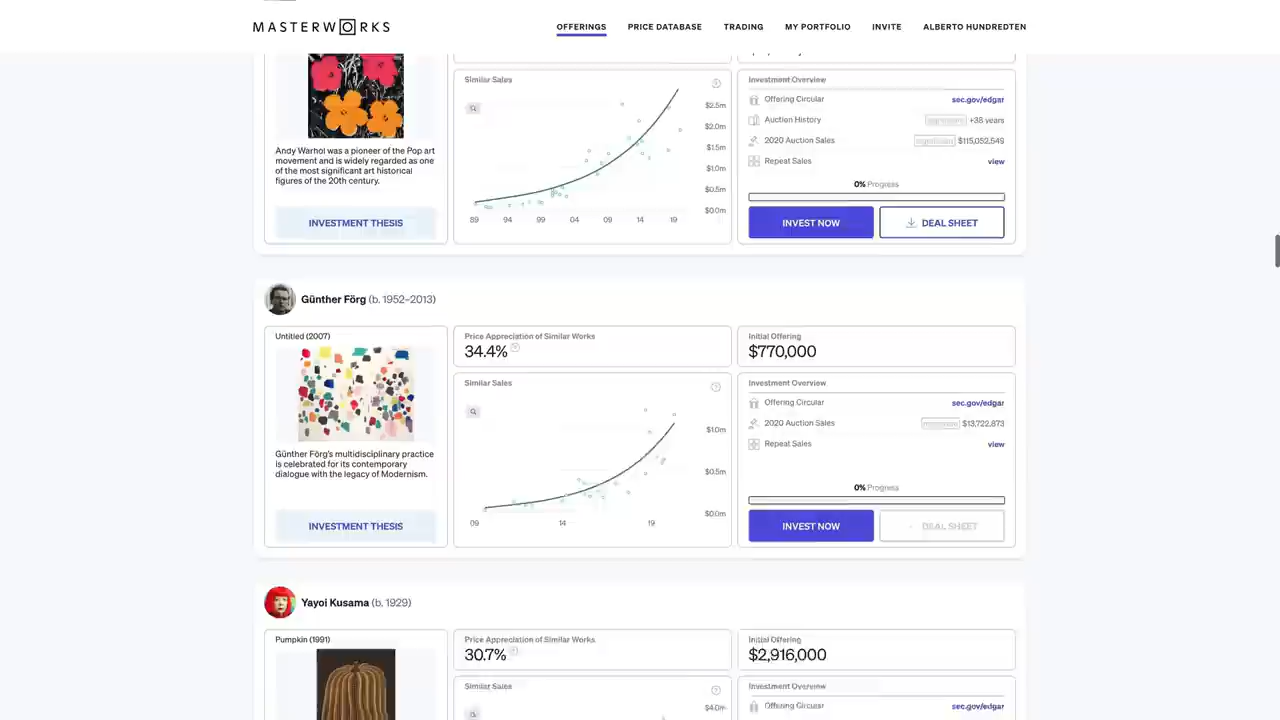 MASTERWORKS
OFFERINGS PRICE DATABASE TRADING MY PORTFOLIO INVITE ALBERTO HUNDREDTEN
Andy Warhol was a pioneer of the Pop art
movement and is widely regarded as one
of the most significant art historical
figures of the 20th century.
INVESTMENT THESIS
Similar Sales
$2.5m
$2.0m
$1.5m
$1.0m
$0.5m
$0.0m
89 94 99 04 09 14 19
Investment Overview
Offering Circular sec.gov/edgar
Auction History +38 years
2020 Auction Sales $115,052,549
Repeat Sales view
0% Progress
INVEST NOW DEAL SHEET
Günther Förg (b. 1952–2013)
Untitled (2007)
Günther Förg's multidisciplinary practice
is celebrated for its contemporary
dialogue with the legacy of Modernism.
INVESTMENT THESIS
Price Appreciation of Similar Works
34.4%
Similar Sales
$1.0m
$0.5m
$0.0m
09 14 19
Initial Offering
$770,000
Investment Overview
Offering Circular sec.gov/edgar
2020 Auction Sales $13,722,873
Repeat Sales view
0% Progress
INVEST NOW DEAL SHEET
Yayoi Kusama (b. 1929)
Pumpkin (1991)
Price Appreciation of Similar Works
30.7%
Similar Sales
Initial Offering
$2,916,000
Investment Overview
Offering Circular sec.gov/edgar